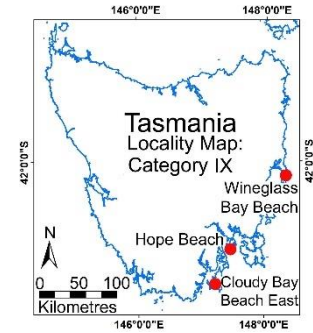 146°0'0"E 148°0'0"E
Tasmania
Locality Map:
Category IX
42°0'0"S 42°0'0"S
Wineglass
Bay Beach
Hope Beach
N
Cloudy Bay
Beach East
0 50 100
Kilometres
146°0'0"E 148°0'0"E